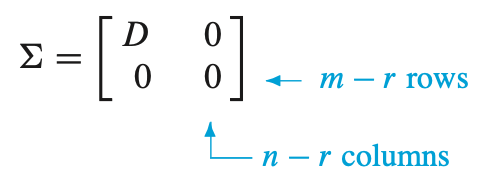 Σ = [ D 0
0 0 ] ← m − r rows
n − r columns